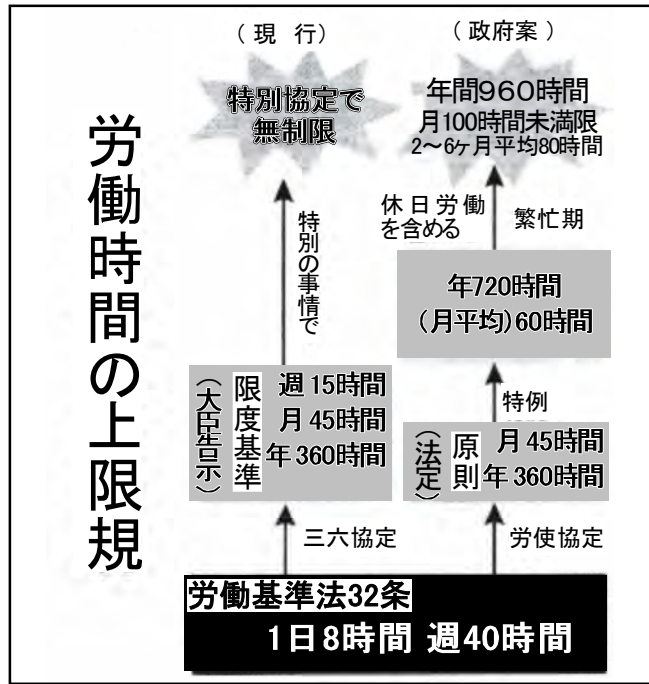 労働時間の上限規
（現 行）
特別協定で
無制限
特別の事情で
限度基準
（大臣告示）
週15時間
月45時間
年360時間
三六協定
（政府案）
年間960時間
月100時間未満限
2～6ヶ月平均80時間
休日労働
を含める
繁忙期
年720時間
（月平均）60時間
特例
原則
（法定）
月45時間
年360時間
労使協定
労働基準法32条
1日8時間 週40時間